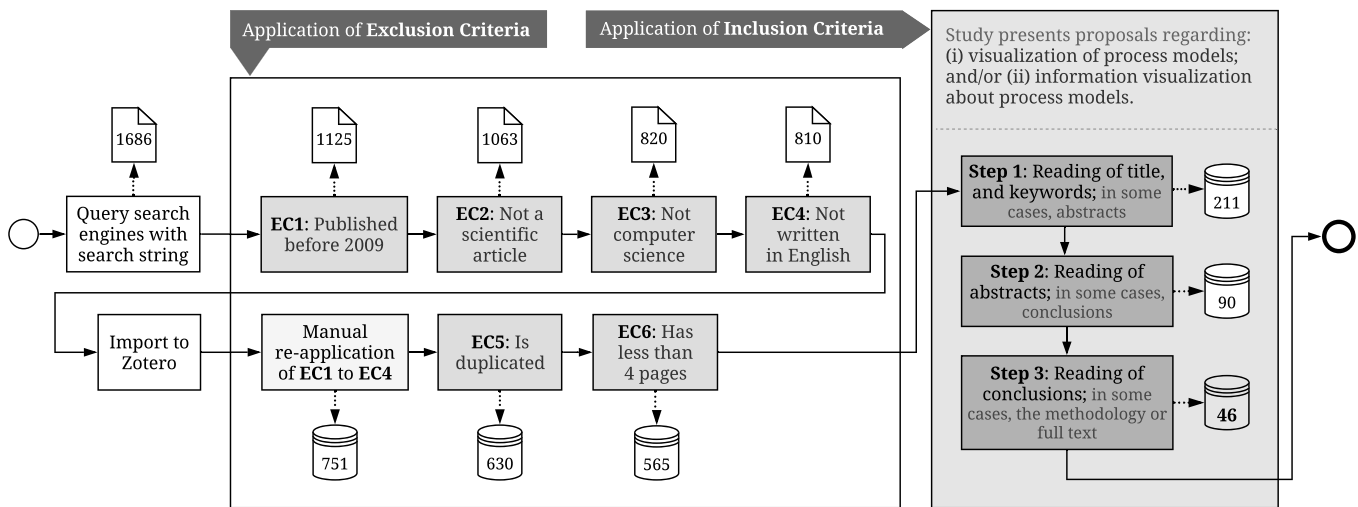 Application of Exclusion Criteria
Application of Inclusion Criteria
Study presents proposals regarding:
(i) visualization of process models;
and/or (ii) information visualization
about process models.
1686
1125
1063
820
810
Query search
engines with
search string
EC1: Published
before 2009
EC2: Not a
scientific
article
EC3: Not
computer
science
EC4: Not
written
in English
Import to
Zotero
Manual
re-application
of EC1 to EC4
EC5: Is
duplicated
EC6: Has
less than
4 pages
751
630
565
Step 1: Reading of title,
and keywords; in some
cases, abstracts
211
Step 2: Reading of
abstracts; in some cases,
conclusions
90
Step 3: Reading of
conclusions; in some
cases, the methodology or
full text
46